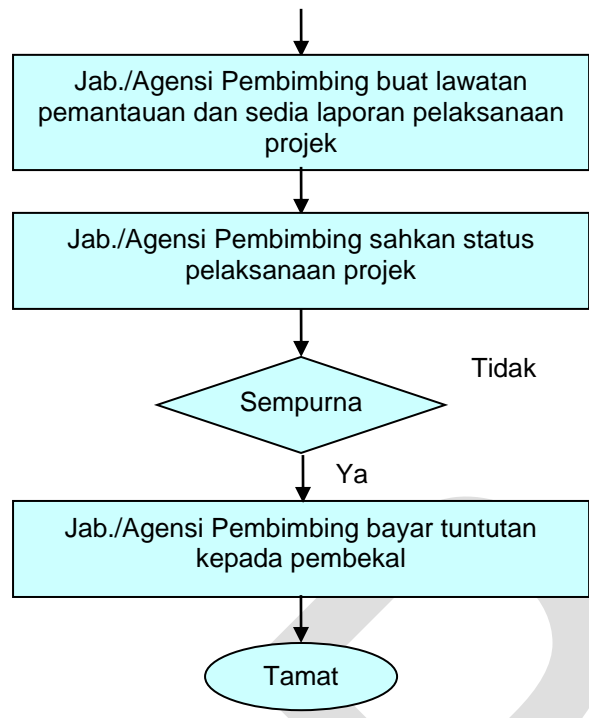 Jab./Agensi Pembimbing buat lawatan
pemantauan dan sedia laporan pelaksanaan
projek
Jab./Agensi Pembimbing sahkan status
pelaksanaan projek
Tidak
Sempurna
Ya
Jab./Agensi Pembimbing bayar tuntutan
kepada pembekal
Tamat